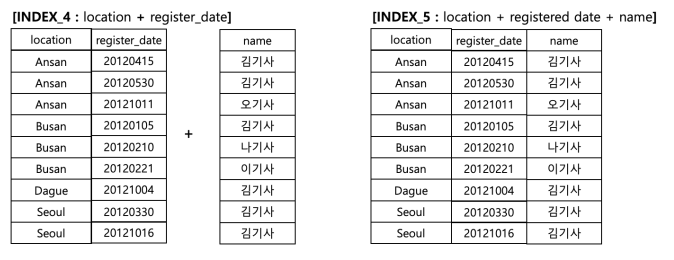 [INDEX_4 : location + register_date]
location register_date name
Ansan 20120415 김기사
Ansan 20120530 김기사
Ansan 20121011 오기사
Busan 20120105 김기사
+
Busan 20120210 나기사
Busan 20120221 이기사
Dague 20121004 김기사
Seoul 20120330 김기사
Seoul 20121016 김기사
[INDEX_5 : location + registered date + name]
location register_date name
Ansan 20120415 김기사
Ansan 20120530 김기사
Ansan 20121011 오기사
Busan 20120105 김기사
Busan 20120210 나기사
Busan 20120221 이기사
Dague 20121004 김기사
Seoul 20120330 김기사
Seoul 20121016 김기사